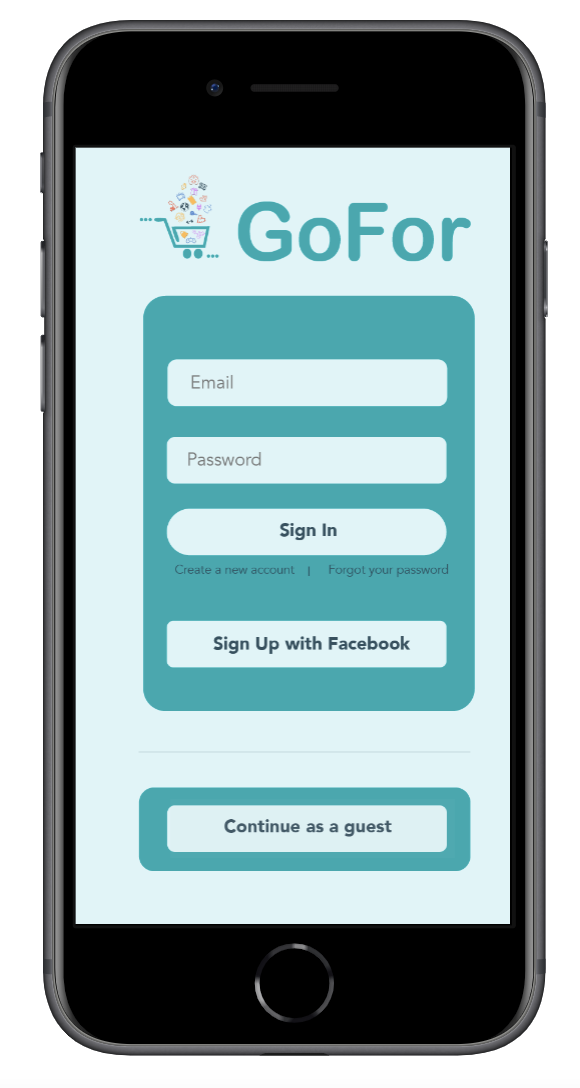 GoFor
Email
Password
Sign In
Create a new account | Forgot your password
Sign Up with Facebook
Continue as a guest